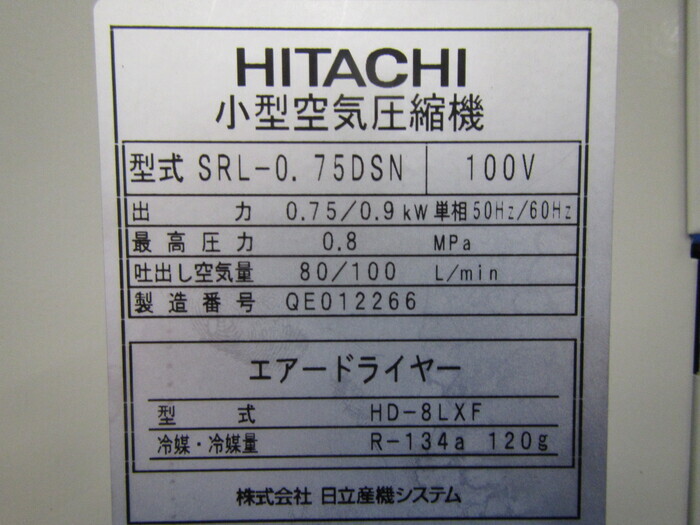 HITACHI
小型空気圧縮機
型式 SRL-0.75DSN 100V
出力 0.75/0.9 kW 単相50Hz/60Hz
最高圧力 0.8 MPa
吐出し空気量 80/100 L/min
製造番号 QE012266
エアードライヤー
型式 HD-8LXF
冷媒・冷媒量 R-134a 120g
株式会社 日立産機システム